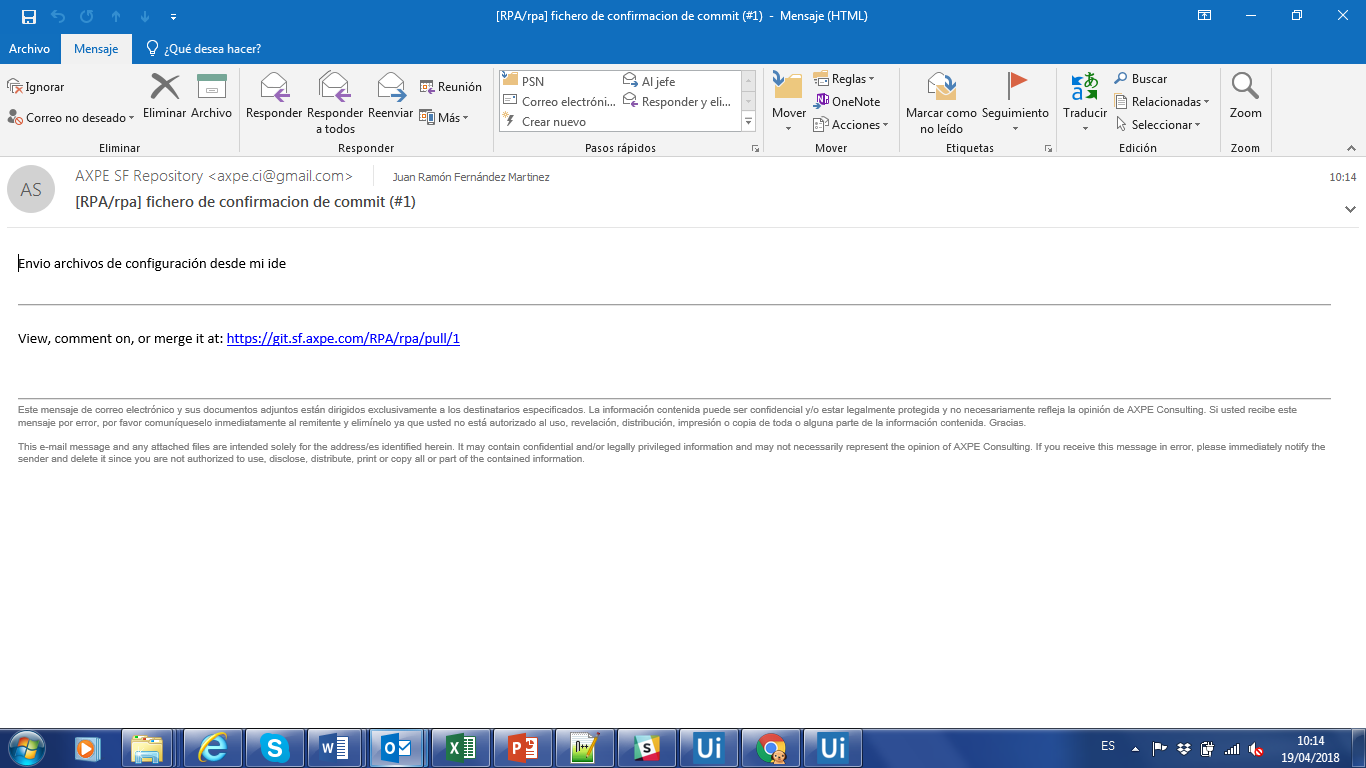 [RPA/rpa] fichero de confirmacion de commit (#1) - Mensaje (HTML)
Archivo Mensaje ¿Qué desea hacer?
Ignorar
Correo no deseado
Eliminar Archivo
Eliminar
Responder Responder a todos Reenviar
Reunión
Más
Responder
PSN
Correo electróni...
Crear nuevo
Al jefe
Responder y eli...
Pasos rápidos
Mover
Reglas
OneNote
Acciones
Mover
Marcar como no leído Seguimiento
Etiquetas
Traducir
Buscar
Relacionadas
Seleccionar
Edición
Zoom
Zoom
AS
AXPE SF Repository <axpe.ci@gmail.com> Juan Ramón Fernández Martinez 10:14
[RPA/rpa] fichero de confirmacion de commit (#1)
Envio archivos de configuración desde mi ide
View, comment on, or merge it at: https://git.sf.axpe.com/RPA/rpa/pull/1
Este mensaje de correo electrónico y sus documentos adjuntos están dirigidos exclusivamente a los destinatarios especificados. La información contenida puede ser confidencial y/o estar legalmente protegida y no necesariamente refleja la opinión de AXPE Consulting. Si usted recibe este
mensaje por error, por favor comuníqueselo inmediatamente al remitente y elimínelo ya que usted no está autorizado al uso, revelación, distribución, impresión o copia de toda o alguna parte de la información contenida. Gracias.
This e-mail message and any attached files are intended solely for the address/es identified herein. It may contain confidential and/or legally privileged information and may not necessarily represent the opinion of AXPE Consulting. If you receive this message in error, please immediately notify the
sender and delete it since you are not authorized to use, disclose, distribute, print or copy all or part of the contained information.
Ui Ui
ES
10:14
19/04/2018